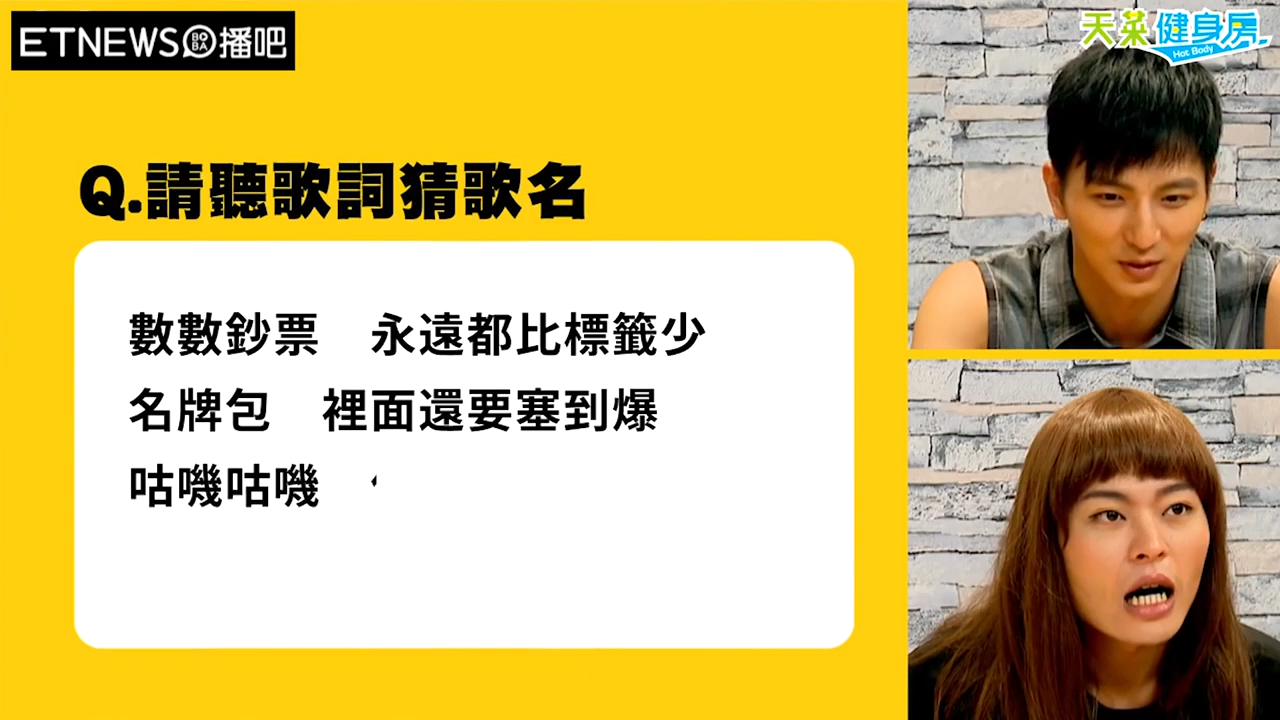 ETNEWS BOBA 播吧
天菜健身房
Hot Body
Q.請聽歌詞猜歌名
數數鈔票 永遠都比標籤少
名牌包 裡面還要塞到爆
咕嘰咕嘰